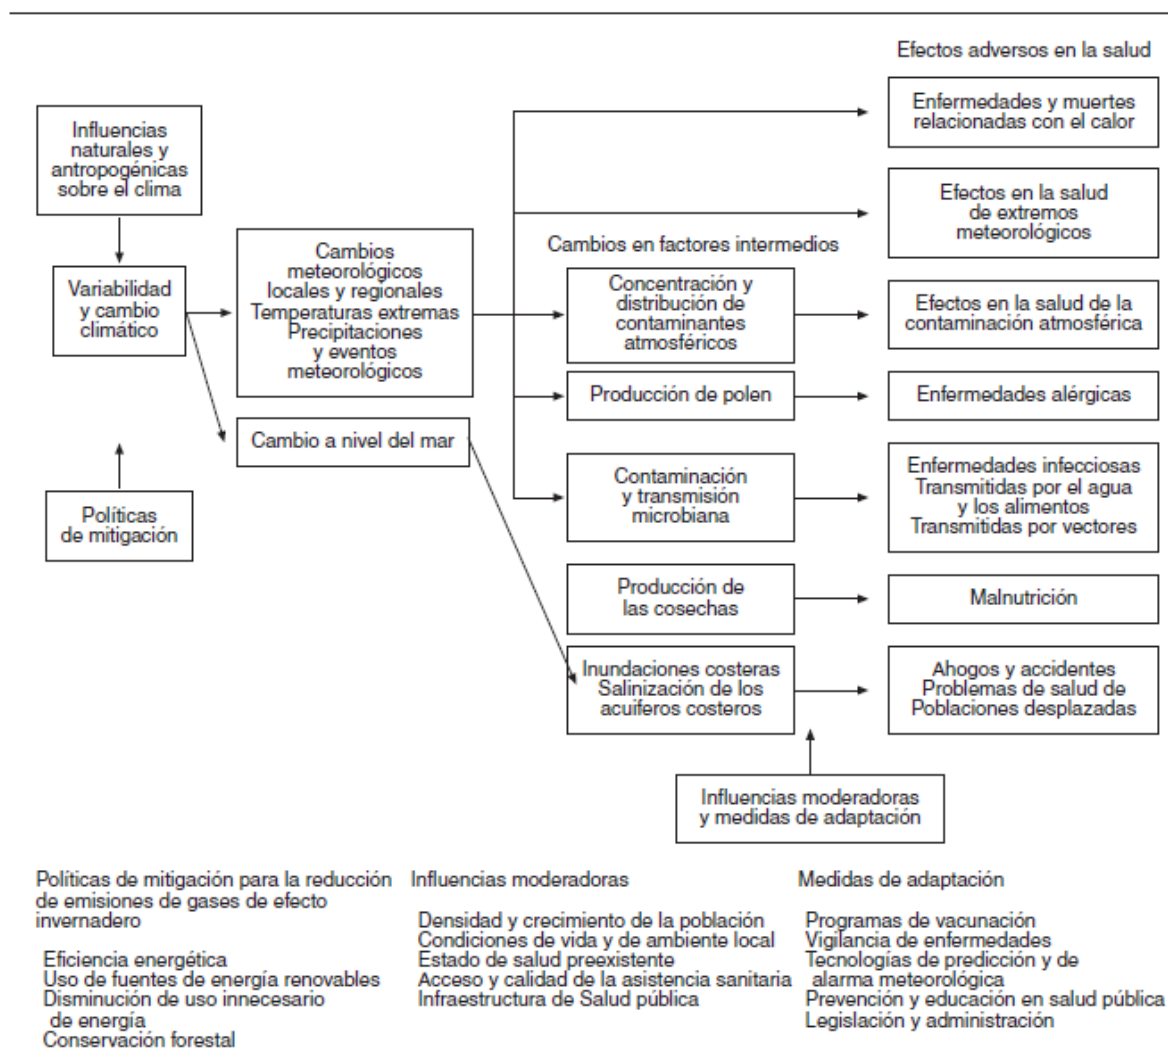 Efectos adversos en la salud
Enfermedades y muertes
relacionadas con el calor
Influencias
naturales y
antropogénicas
sobre el clima
Efectos en la salud
de extremos
meteorológicos
Cambios
meteorológicos
locales y regionales
Temperaturas extremas
Precipitaciones
y eventos
meteorológicos
Cambios en factores intermedios
Variabilidad
y cambio
climático
Concentración y
distribución de
contaminantes
atmosféricos
Efectos en la salud de la
contaminación atmosférica
Producción de polen
Enfermedades alérgicas
Cambio a nivel del mar
Contaminación
y transmisión
microbiana
Enfermedades infecciosas
Transmitidas por el agua
y los alimentos
Transmitidas por vectores
Políticas
de mitigación
Producción de
las cosechas
Malnutrición
Inundaciones costeras
Salinización de los
acuiferos costeros
Ahogos y accidentes
Problemas de salud de
Poblaciones desplazadas
Influencias moderadoras
y medidas de adaptación
Políticas de mitigación para la reducción
de emisiones de gases de efecto
invernadero
Eficiencia energética
Uso de fuentes de energía renovables
Disminución de uso innecesario
de energía
Conservación forestal
Influencias moderadoras
Densidad y crecimiento de la población
Condiciones de vida y de ambiente local
Estado de salud preexistente
Acceso y calidad de la asistencia sanitaria
Infraestructura de Salud pública
Medidas de adaptación
Programas de vacunación
Vigilancia de enfermedades
Tecnologías de predicción y de
alarma meteorológica
Prevención y educación en salud pública
Legislación y administración